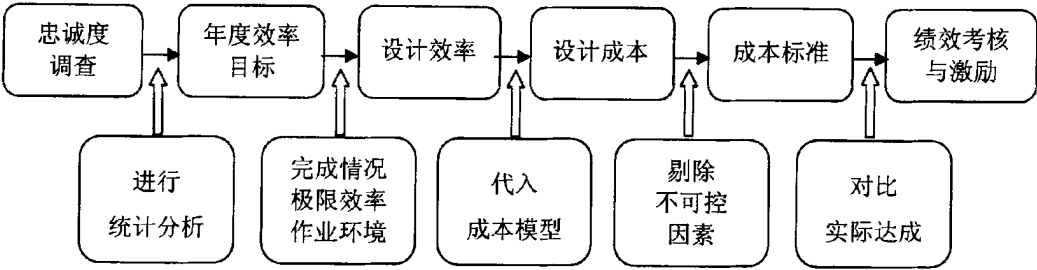 忠诚度
调查
年度效率
目标
设计效率
设计成本
成本标准
绩效考核
与激励
进行
统计分析
完成情况
极限效率
作业环境
代入
成本模型
剔除
不可控
因素
对比
实际达成